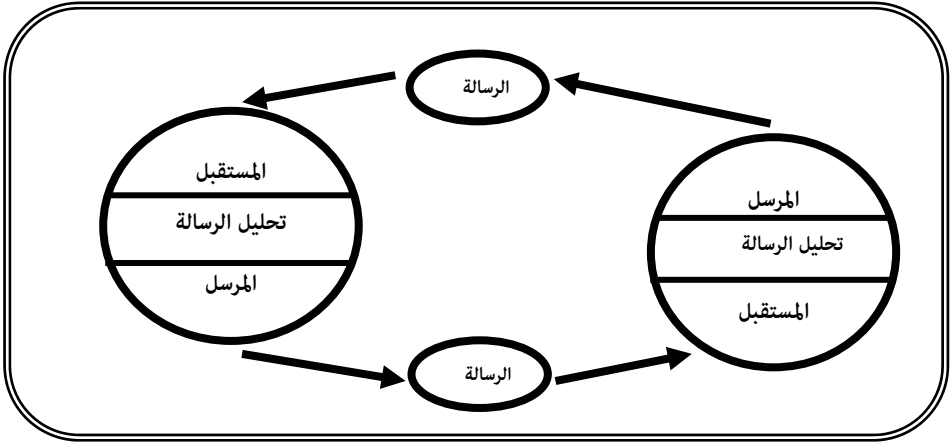 الرسالة
المرسل
تحليل الرسالة
المستقبل
المستقبل
تحليل الرسالة
المرسل
الرسالة